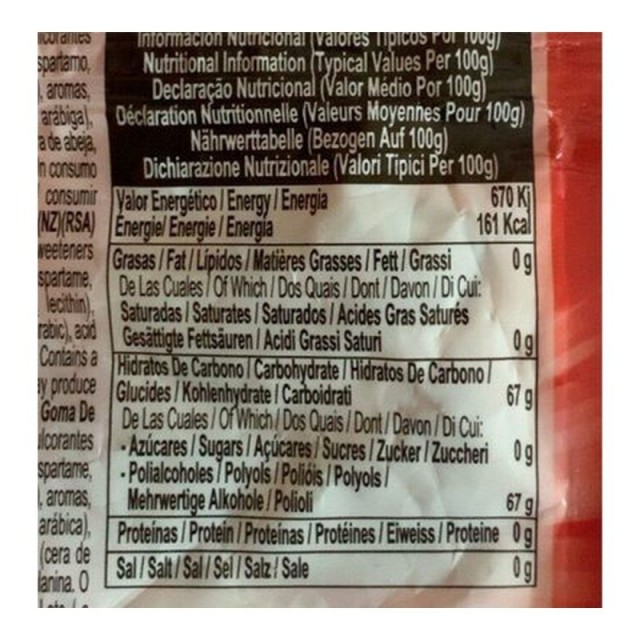 Información Nutricional (Valores Típicos Por 100g)
Nutritional Information (Typical Values Per 100g)
Declaração Nutricional (Valor Médio Por 100g)
Déclaration Nutritionnelle (Valeurs Moyennes Pour 100g)
Nährwerttabelle (Bezogen Auf 100g)
Dichiarazione Nutrizionale (Valori Tipici Per 100g)
Valor Energético / Energy / Energia 670 Kj
Énergie/ Energie / Energía 161 Kcal
Grasas / Fat / Lípidos / Matières Grasses / Fett / Grassi 0 g
De Las Cuales / Of Which / Dos Quais / Dont / Davon / Di Cui:
Saturadas / Saturates / Saturados / Acides Gras Saturés
Gesättigte Fettsäuren / Acidi Grassi Saturi 0 g
Hidratos De Carbono / Carbohydrate / Hidratos De Carbono /
Glucides / Kohlenhydrate / Carboidrati 67 g
De Las Cuales / Of Which / Dos Quais / Dont / Davon / Di Cui:
- Azúcares / Sugars / Açúcares / Sucres / Zucker / Zuccheri 0 g
- Polialcoholes / Polyols / Polióis / Polyols /
Mehrwertige Alkohole / Polioli 67 g
Proteínas / Protein / Proteínas / Protéines / Eiweiss / Proteine 0 g
Sal / Salt / Sal / Sel / Salz / Sale 0 g
spartamo,
, aromas,
arábiga),
a de abeja,
n consumo
consumir
(NZ)(RSA)
weeteners
spartame,
lecithin),
rabic), acid
Contains a
ay produce
Goma De
lcorantes
spartame,
, aromas,
arábica),
(cera de
lanina. O